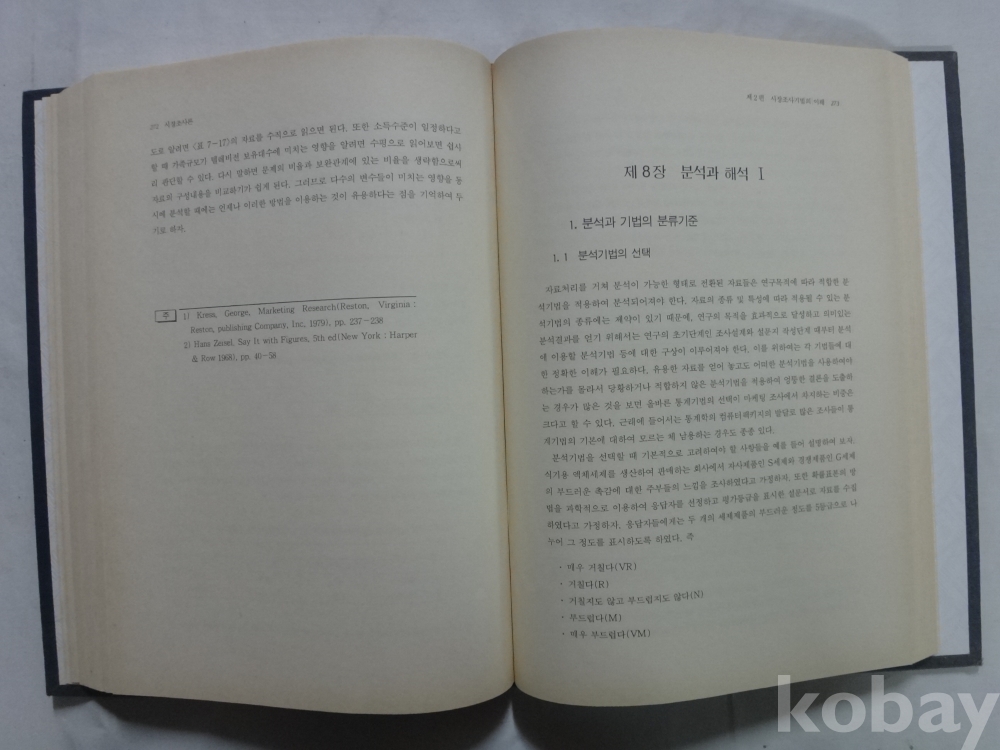 272 시장조사론
도로 알려면 〈표 7-17〉의 자료를 수직으로 읽으면 된다. 또한 소득수준이 일정하다고
할 때 가족규모가 텔레비전 보유대수에 미치는 영향을 알려면 수평으로 읽어보면 쉽사
리 판단할 수 있다. 다시 말하면 문제의 비율과 보완관계에 있는 비율을 생략함으로써
자료의 구성내용을 비교하기가 쉽게 된다. 그러므로 다수의 변수들이 미치는 영향을 동
시에 분석할 때에는 언제나 이러한 방법을 이용하는 것이 유용하다는 점을 기억하여 두
기로 하자.
주 1) Kress, George, Marketing Research(Reston, Virginia :
Reston, publishing Company, Inc, 1979), pp. 237-238
2) Hans Zeisel, Say It with Figures, 5th ed(New York : Harper
& Row 1968), pp. 40-58
제2편 시장조사기법의 이해 273
제 8 장 분석과 해석 Ⅰ
1. 분석과 기법의 분류기준
1. 1 분석기법의 선택
자료처리를 거쳐 분석이 가능한 형태로 전환된 자료들은 연구목적에 따라 적합한 분
석기법을 적용하여 분석되어져야 한다. 자료의 종류 및 특성에 따라 적용될 수 있는 분
석기법의 종류에는 제약이 있기 때문에, 연구의 목적을 효과적으로 달성하고 의미있는
분석결과를 얻기 위해서는 연구의 초기단계인 조사설계와 설문지 작성단계 때부터 분석
에 이용할 분석기법 등에 대한 구상이 이루어져야 한다. 이를 위하여는 각 기법들에 대
한 정확한 이해가 필요하다. 유용한 자료를 얻어 놓고도 어떠한 분석기법을 사용하여야
하는가를 몰라서 당황하거나 적합하지 않은 분석기법을 적용하여 엉뚱한 결론을 도출하
는 경우가 많은 것을 보면 올바른 통계기법의 선택이 마케팅 조사에서 차지하는 비중은
크다고 할 수 있다. 근래에 들어서는 통계학의 컴퓨터패키지의 발달로 많은 조사들이 통
계기법의 기본에 대하여 모르는 채 남용하는 경우도 종종 있다.
분석기법을 선택할 때 기본적으로 고려하여야 할 사항들을 예를 들어 설명하여 보자.
식기용 액체세제를 생산하여 판매하는 회사에서 자사제품인 S세제와 경쟁제품인 G세제
의 부드러운 촉감에 대한 주부들의 느낌을 조사하였다고 가정하자. 또한 확률표본의 방
법을 과학적으로 이용하여 응답자를 선정하고 평가등급을 표시한 설문서로 자료를 수집
하였다고 가정하자. 응답자들에게는 두 개의 세제제품의 부드러운 정도를 5등급으로 나
누어 그 정도를 표시하도록 하였다. 즉
· 매우 거칠다(VR)
· 거칠다(R)
· 거칠지도 않고 부드럽지도 않다(N)
· 부드럽다(M)
· 매우 부드럽다(VM)
kobay